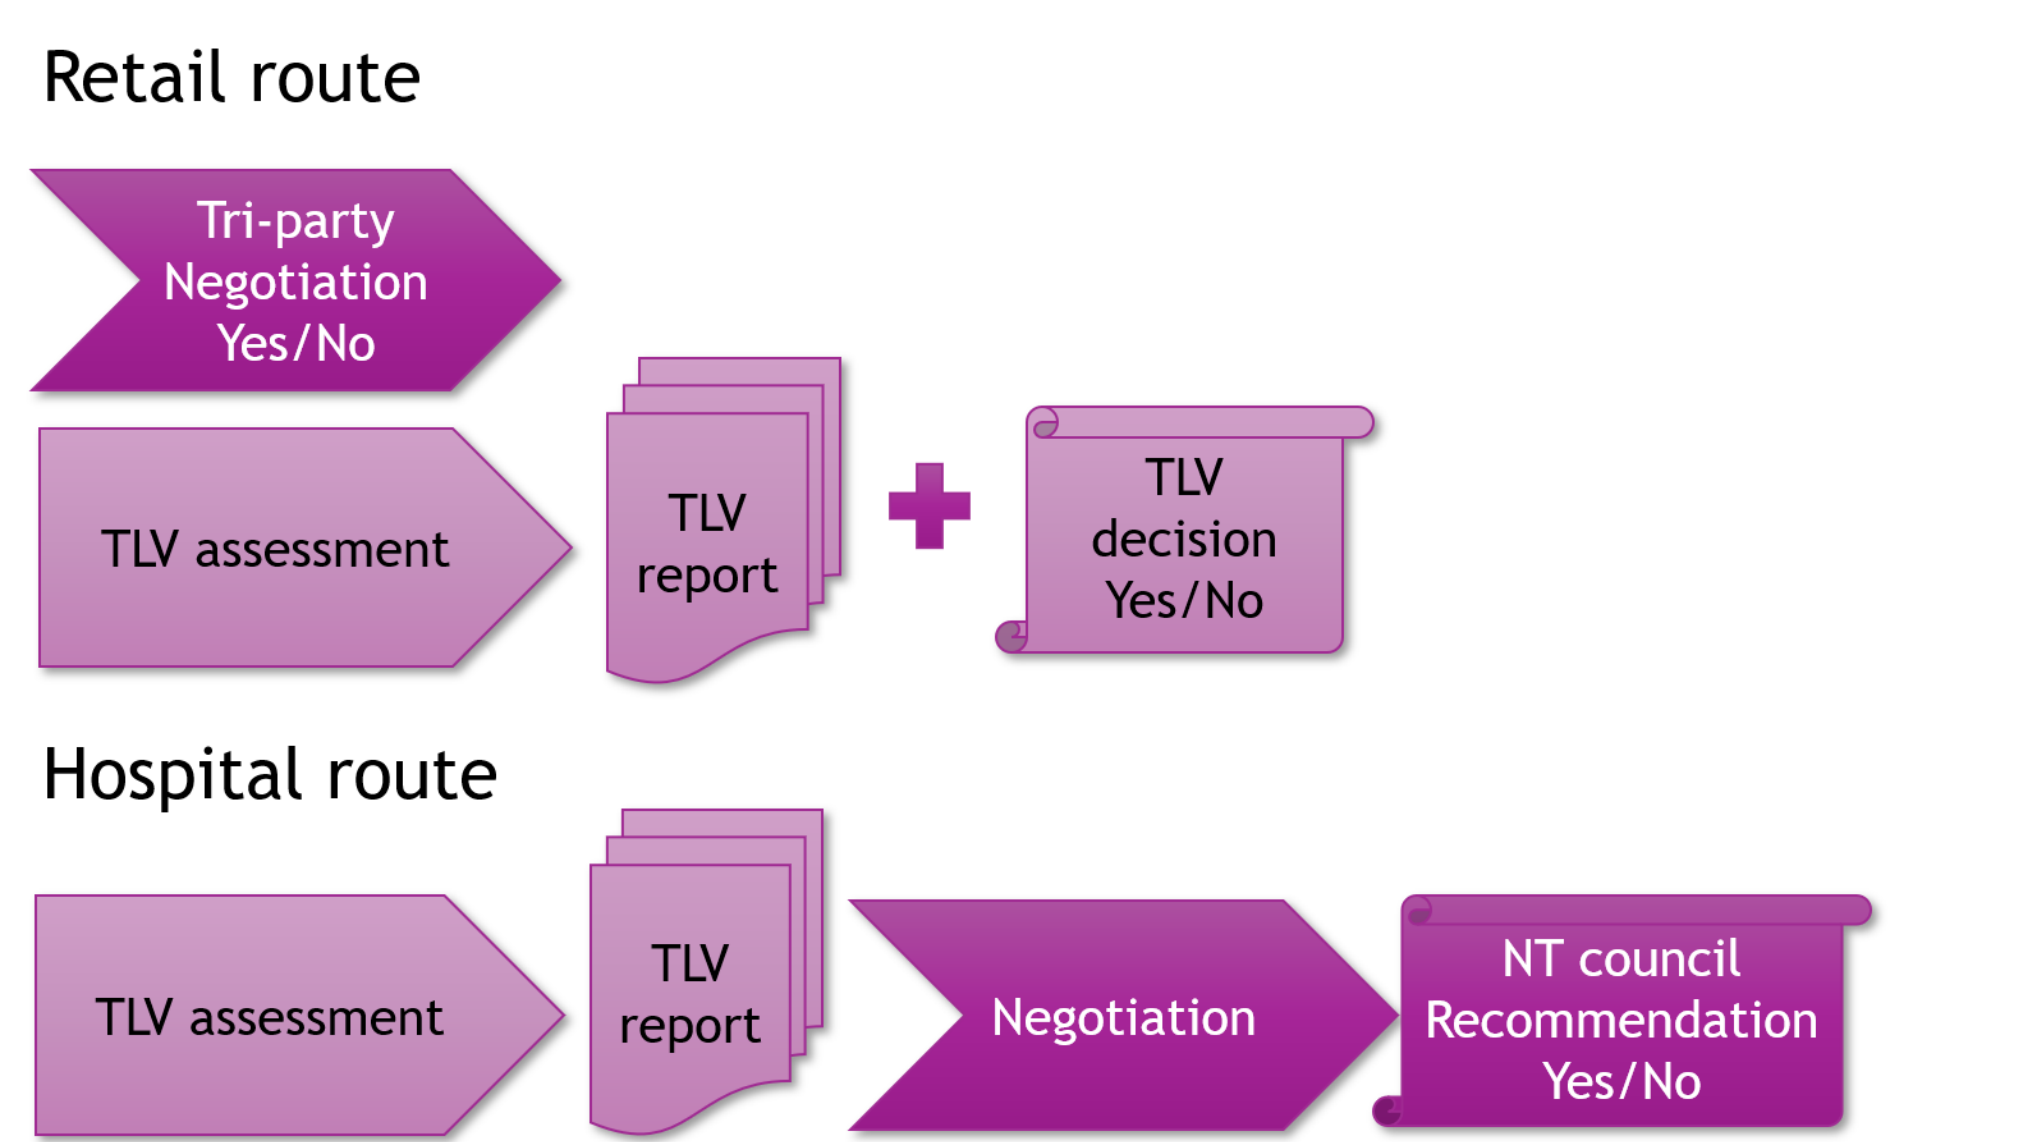 Retail route
Tri-party
Negotiation
Yes/No
TLV assessment
TLV
report
TLV
decision
Yes/No
Hospital route
TLV assessment
TLV
report
Negotiation
NT council
Recommendation
Yes/No